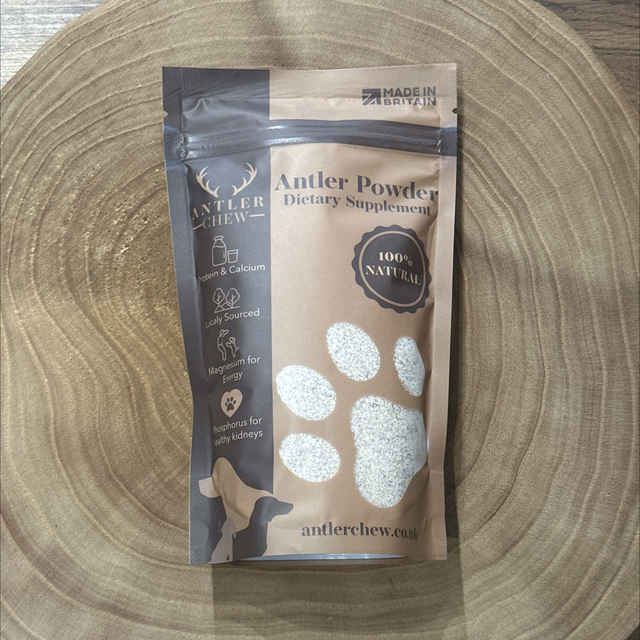 MADE IN
BRITAIN
ANTLER
CHEW
Antler Powder
Dietary Supplement
100%
NATURAL
Protein & Calcium
Localy Sourced
Magnesium for
Energy
Phosphorus for
healthy kidneys
antlerchew.co.uk